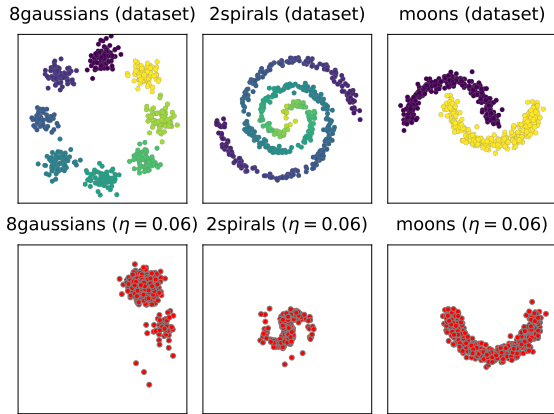 8gaussians (dataset)
2spirals (dataset)
moons (dataset)
8gaussians (η = 0.06)
2spirals (η = 0.06)
moons (η = 0.06)